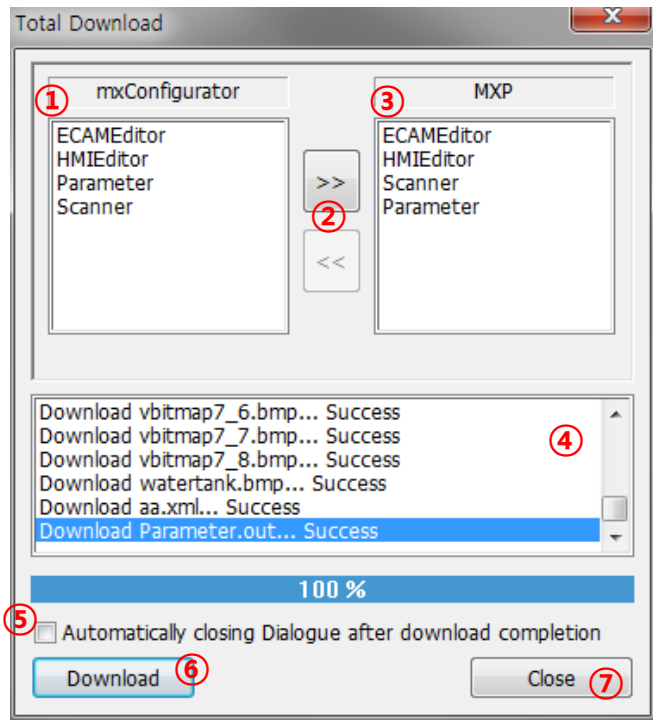 Total Download
x
① mxConfigurator
③ MXP
ECAMEditor
HMIEditor
Parameter
Scanner
>>
②
<<
ECAMEditor
HMIEditor
Scanner
Parameter
④
Download vbitmap7_6.bmp... Success
Download vbitmap7_7.bmp... Success
Download vbitmap7_8.bmp... Success
Download watertank.bmp... Success
Download aa.xml... Success
Download Parameter.out... Success
100 %
⑤ Automatically closing Dialogue after download completion
Download ⑥
Close ⑦